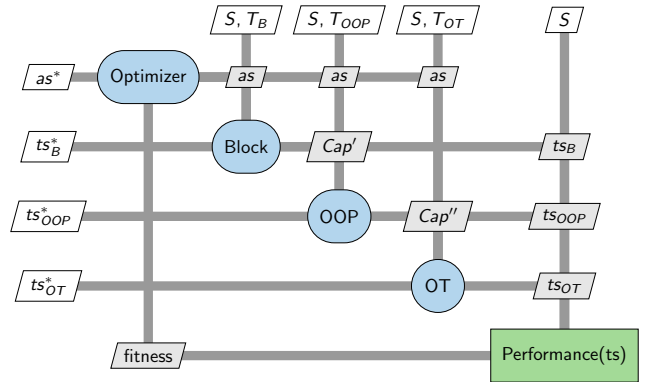 S, T_B S, T_OOP S, T_OT S
as* Optimizer as as as
ts*_B Block Cap′ ts_B
ts*_OOP OOP Cap″ ts_OOP
ts*_OT OT ts_OT
fitness Performance(ts)